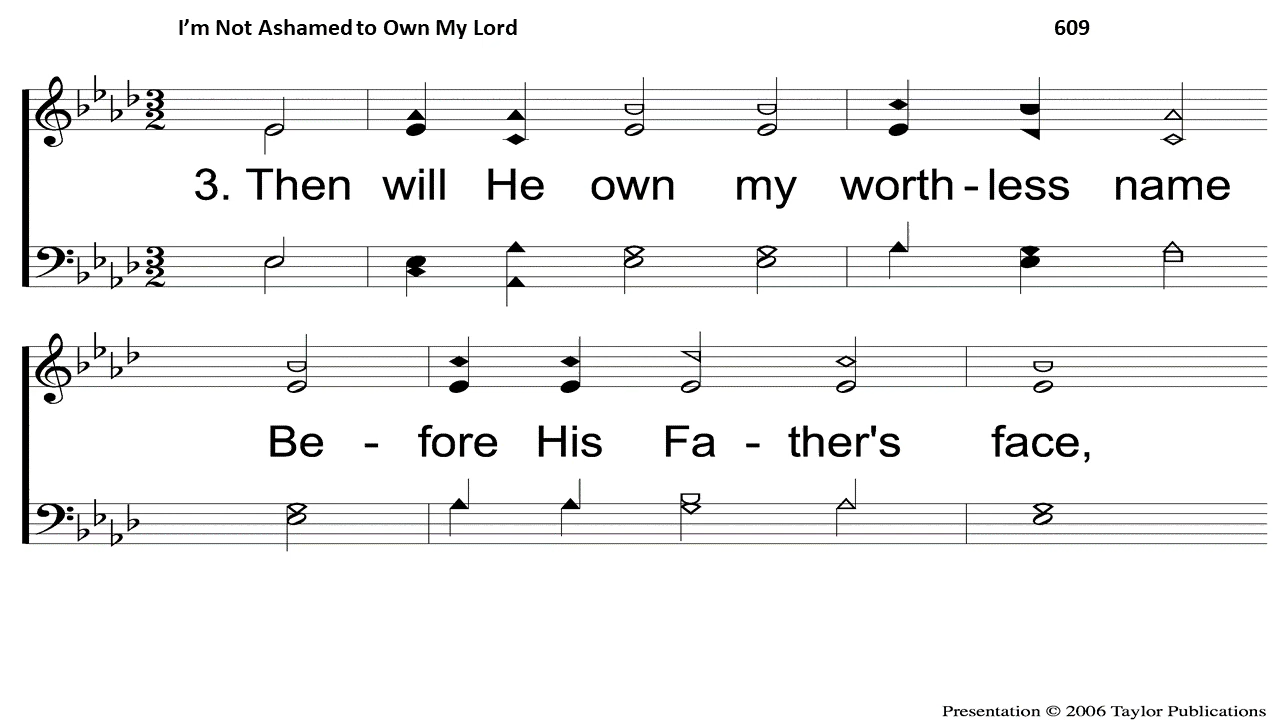 I'm Not Ashamed to Own My Lord 609
3. Then will He own my worth - less name
Be - fore His Fa - ther's face,
Presentation © 2006 Taylor Publications